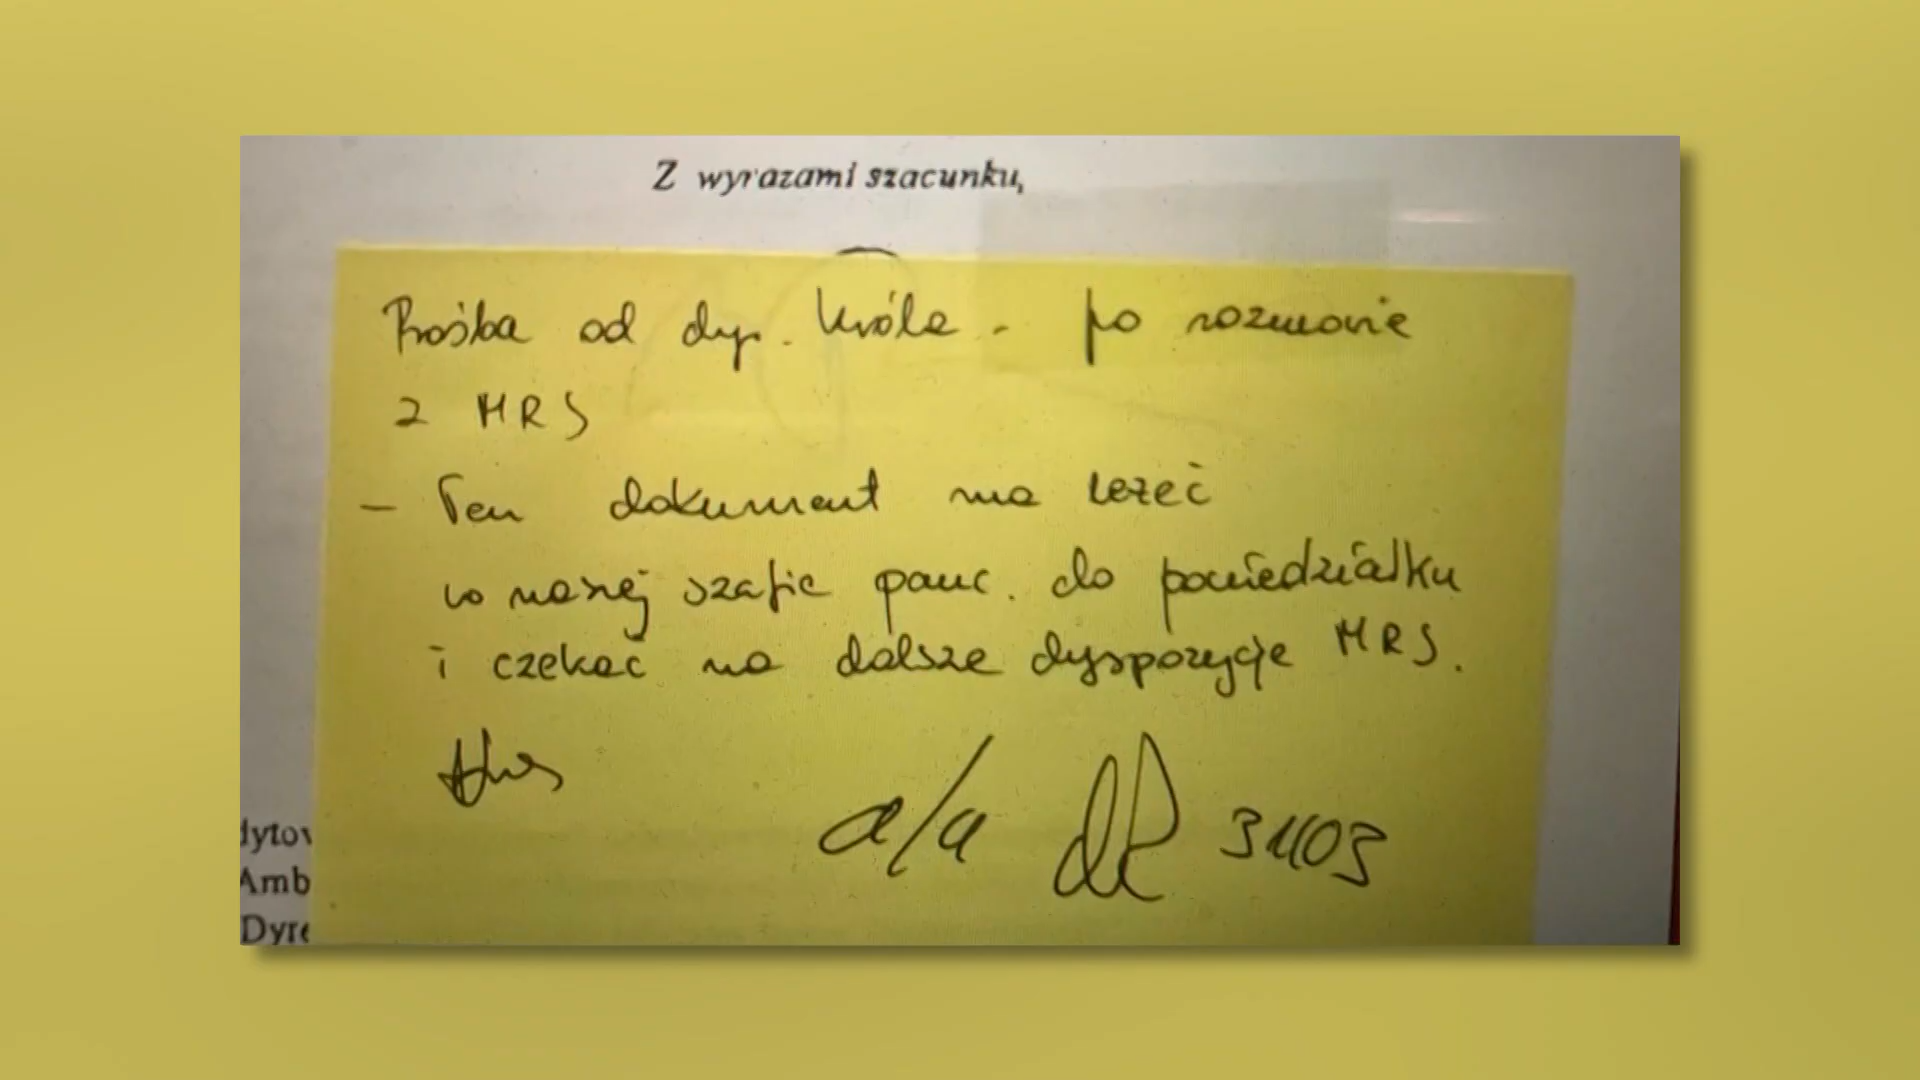 Z wyrazami szacunku,
Prośba od dyr. Króla - po rozmowie
z MRS
- Ten dokument ma leżeć
w naszej szafie panc. do poniedziałku
i czekać na dalsze dyspozycje MRS.
a/a 31/03
dytow
Amb
Dyre